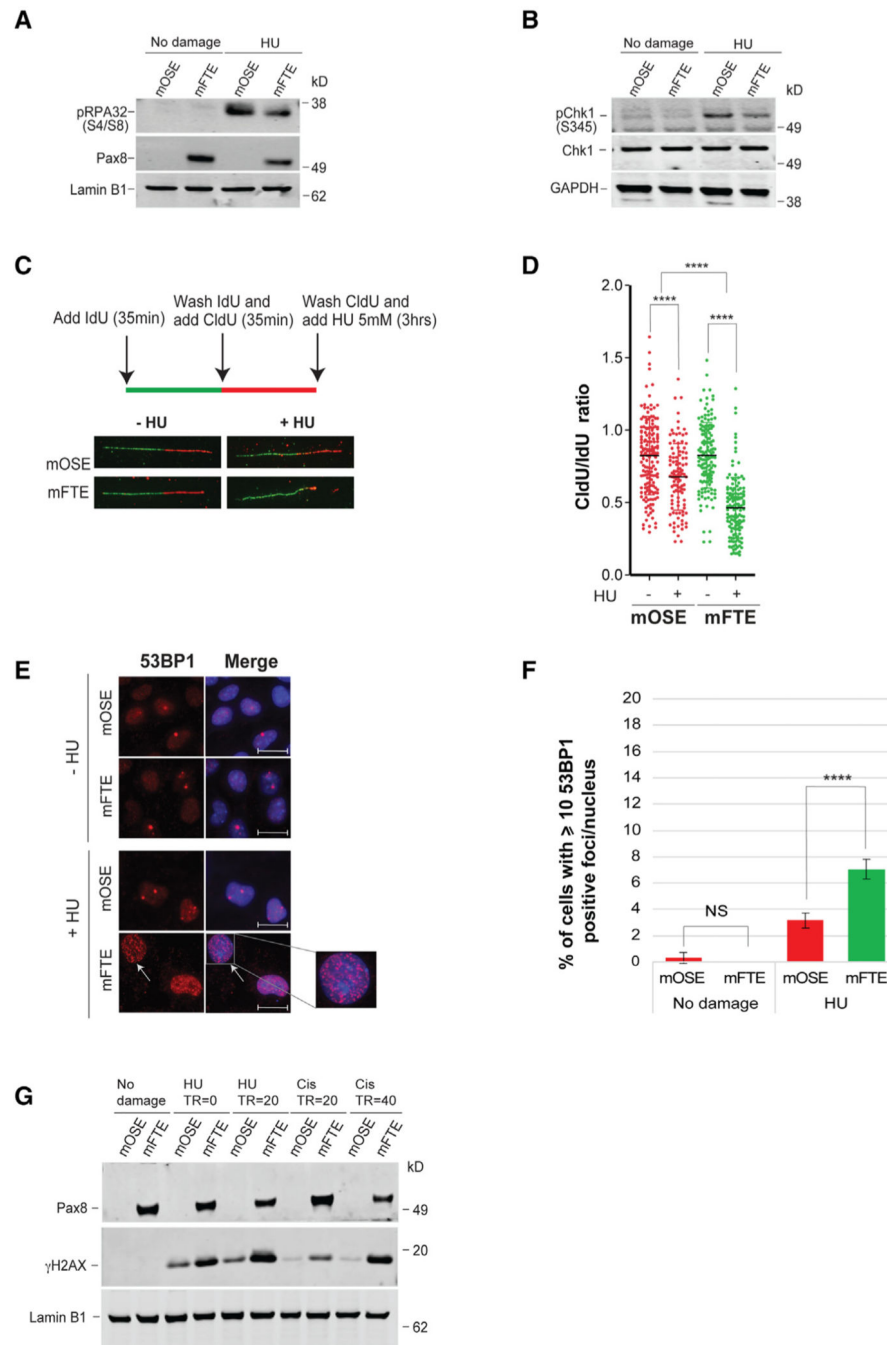 A
No damage HU
mOSE mFTE mOSE mFTE kD
pRPA32 38
(S4/S8)
Pax8 49
Lamin B1 62
B
No damage HU
mOSE mFTE mOSE mFTE kD
pChk1
(S345) 49
Chk1 49
GAPDH 38
C
Add IdU (35min) Wash IdU and add CldU (35min) Wash CldU and add HU 5mM (3hrs)
- HU + HU
mOSE
mFTE
D
CldU/IdU ratio
2.0
1.5
1.0
0.5
0.0
**** **** ****
HU - + - +
mOSE mFTE
E
53BP1 Merge
- HU
mOSE
mFTE
+ HU
mOSE
mFTE
F
% of cells with ⩾ 10 53BP1
positive foci/nucleus
20
18
16
14
12
10
8
6
4
2
0
NS ****
mOSE mFTE mOSE mFTE
No damage HU
G
No damage HU TR=0 HU TR=20 Cis TR=20 Cis TR=40
mOSE mFTE mOSE mFTE mOSE mFTE mOSE mFTE mOSE mFTE
kD
Pax8 49
γH2AX 20
Lamin B1 62